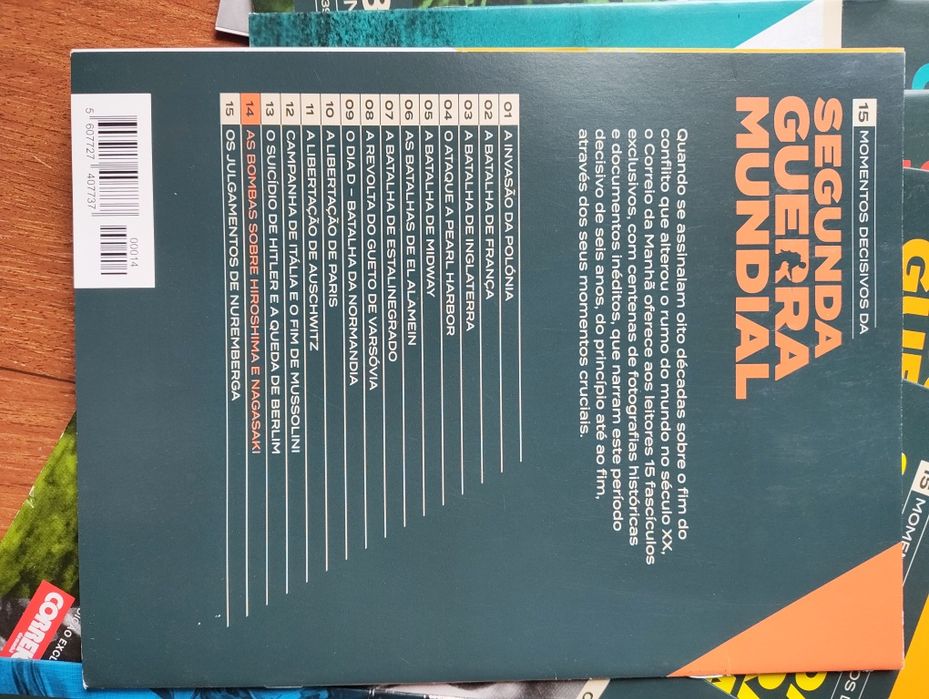 15 MOMENTOS DECISIVOS DA
SEGUNDA
GUERRA
MUNDIAL
Quando se assinalam oito décadas sobre o fim do
conflito que alterou o rumo do mundo no século XX,
o Correio da Manhã oferece aos leitores 15 fascículos
exclusivos, com centenas de fotografias históricas
e documentos inéditos, que narram este período
decisivo de seis anos, do princípio até ao fim,
através dos seus momentos cruciais.
01 A INVASÃO DA POLÓNIA
02 A BATALHA DE FRANÇA
03 A BATALHA DE INGLATERRA
04 O ATAQUE A PEARL HARBOR
05 A BATALHA DE MIDWAY
06 AS BATALHAS DE EL ALAMEIN
07 A BATALHA DE ESTALINEGRADO
08 A REVOLTA DO GUETO DE VARSÓVIA
09 O DIA D – BATALHA DA NORMANDIA
10 A LIBERTAÇÃO DE PARIS
11 A LIBERTAÇÃO DE AUSCHWITZ
12 CAMPANHA DE ITÁLIA E O FIM DE MUSSOLINI
13 O SUICÍDIO DE HITLER E A QUEDA DE BERLIM
14 AS BOMBAS SOBRE HIROSHIMA E NAGASAKI
15 OS JULGAMENTOS DE NUREMBERGA
00014
5 607727 407737